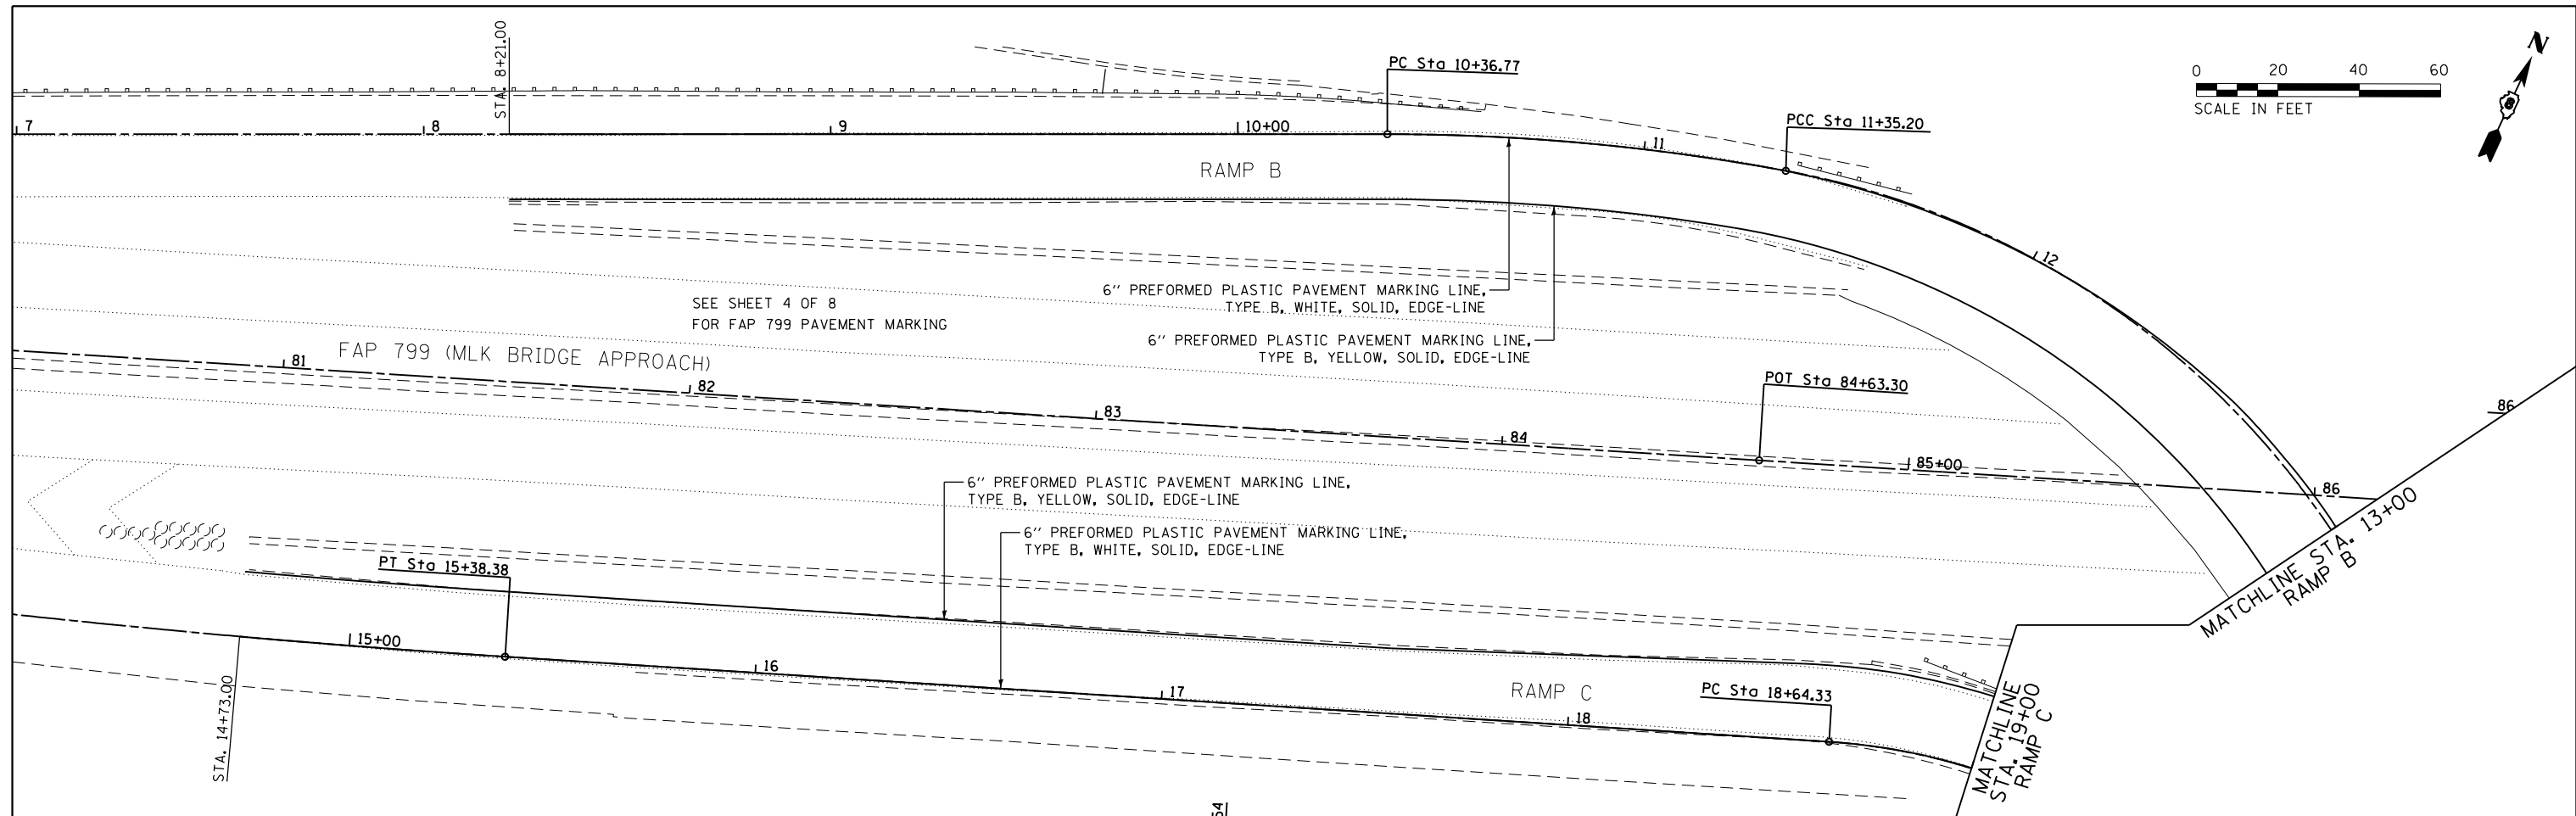 STA. 8+21.00
PC Sta 10+36.77
PCC Sta 11+35.20
0 20 40 60
SCALE IN FEET
N
7 8 9 10+00 11 12
RAMP B
6" PREFORMED PLASTIC PAVEMENT MARKING LINE,
TYPE B, WHITE, SOLID, EDGE-LINE
SEE SHEET 4 OF 8
FOR FAP 799 PAVEMENT MARKING
6" PREFORMED PLASTIC PAVEMENT MARKING LINE,
TYPE B, YELLOW, SOLID, EDGE-LINE
FAP 799 (MLK BRIDGE APPROACH)
81 82 83 84 85+00 86
POT Sta 84+63.30
86
6" PREFORMED PLASTIC PAVEMENT MARKING LINE,
TYPE B, YELLOW, SOLID, EDGE-LINE
6" PREFORMED PLASTIC PAVEMENT MARKING LINE,
TYPE B, WHITE, SOLID, EDGE-LINE
MATCHLINE STA. 13+00
RAMP B
PT Sta 15+38.38
15+00 16 17 18
STA. 14+73.00
RAMP C
PC Sta 18+64.33
MATCHLINE
STA. 19+00
RAMP C